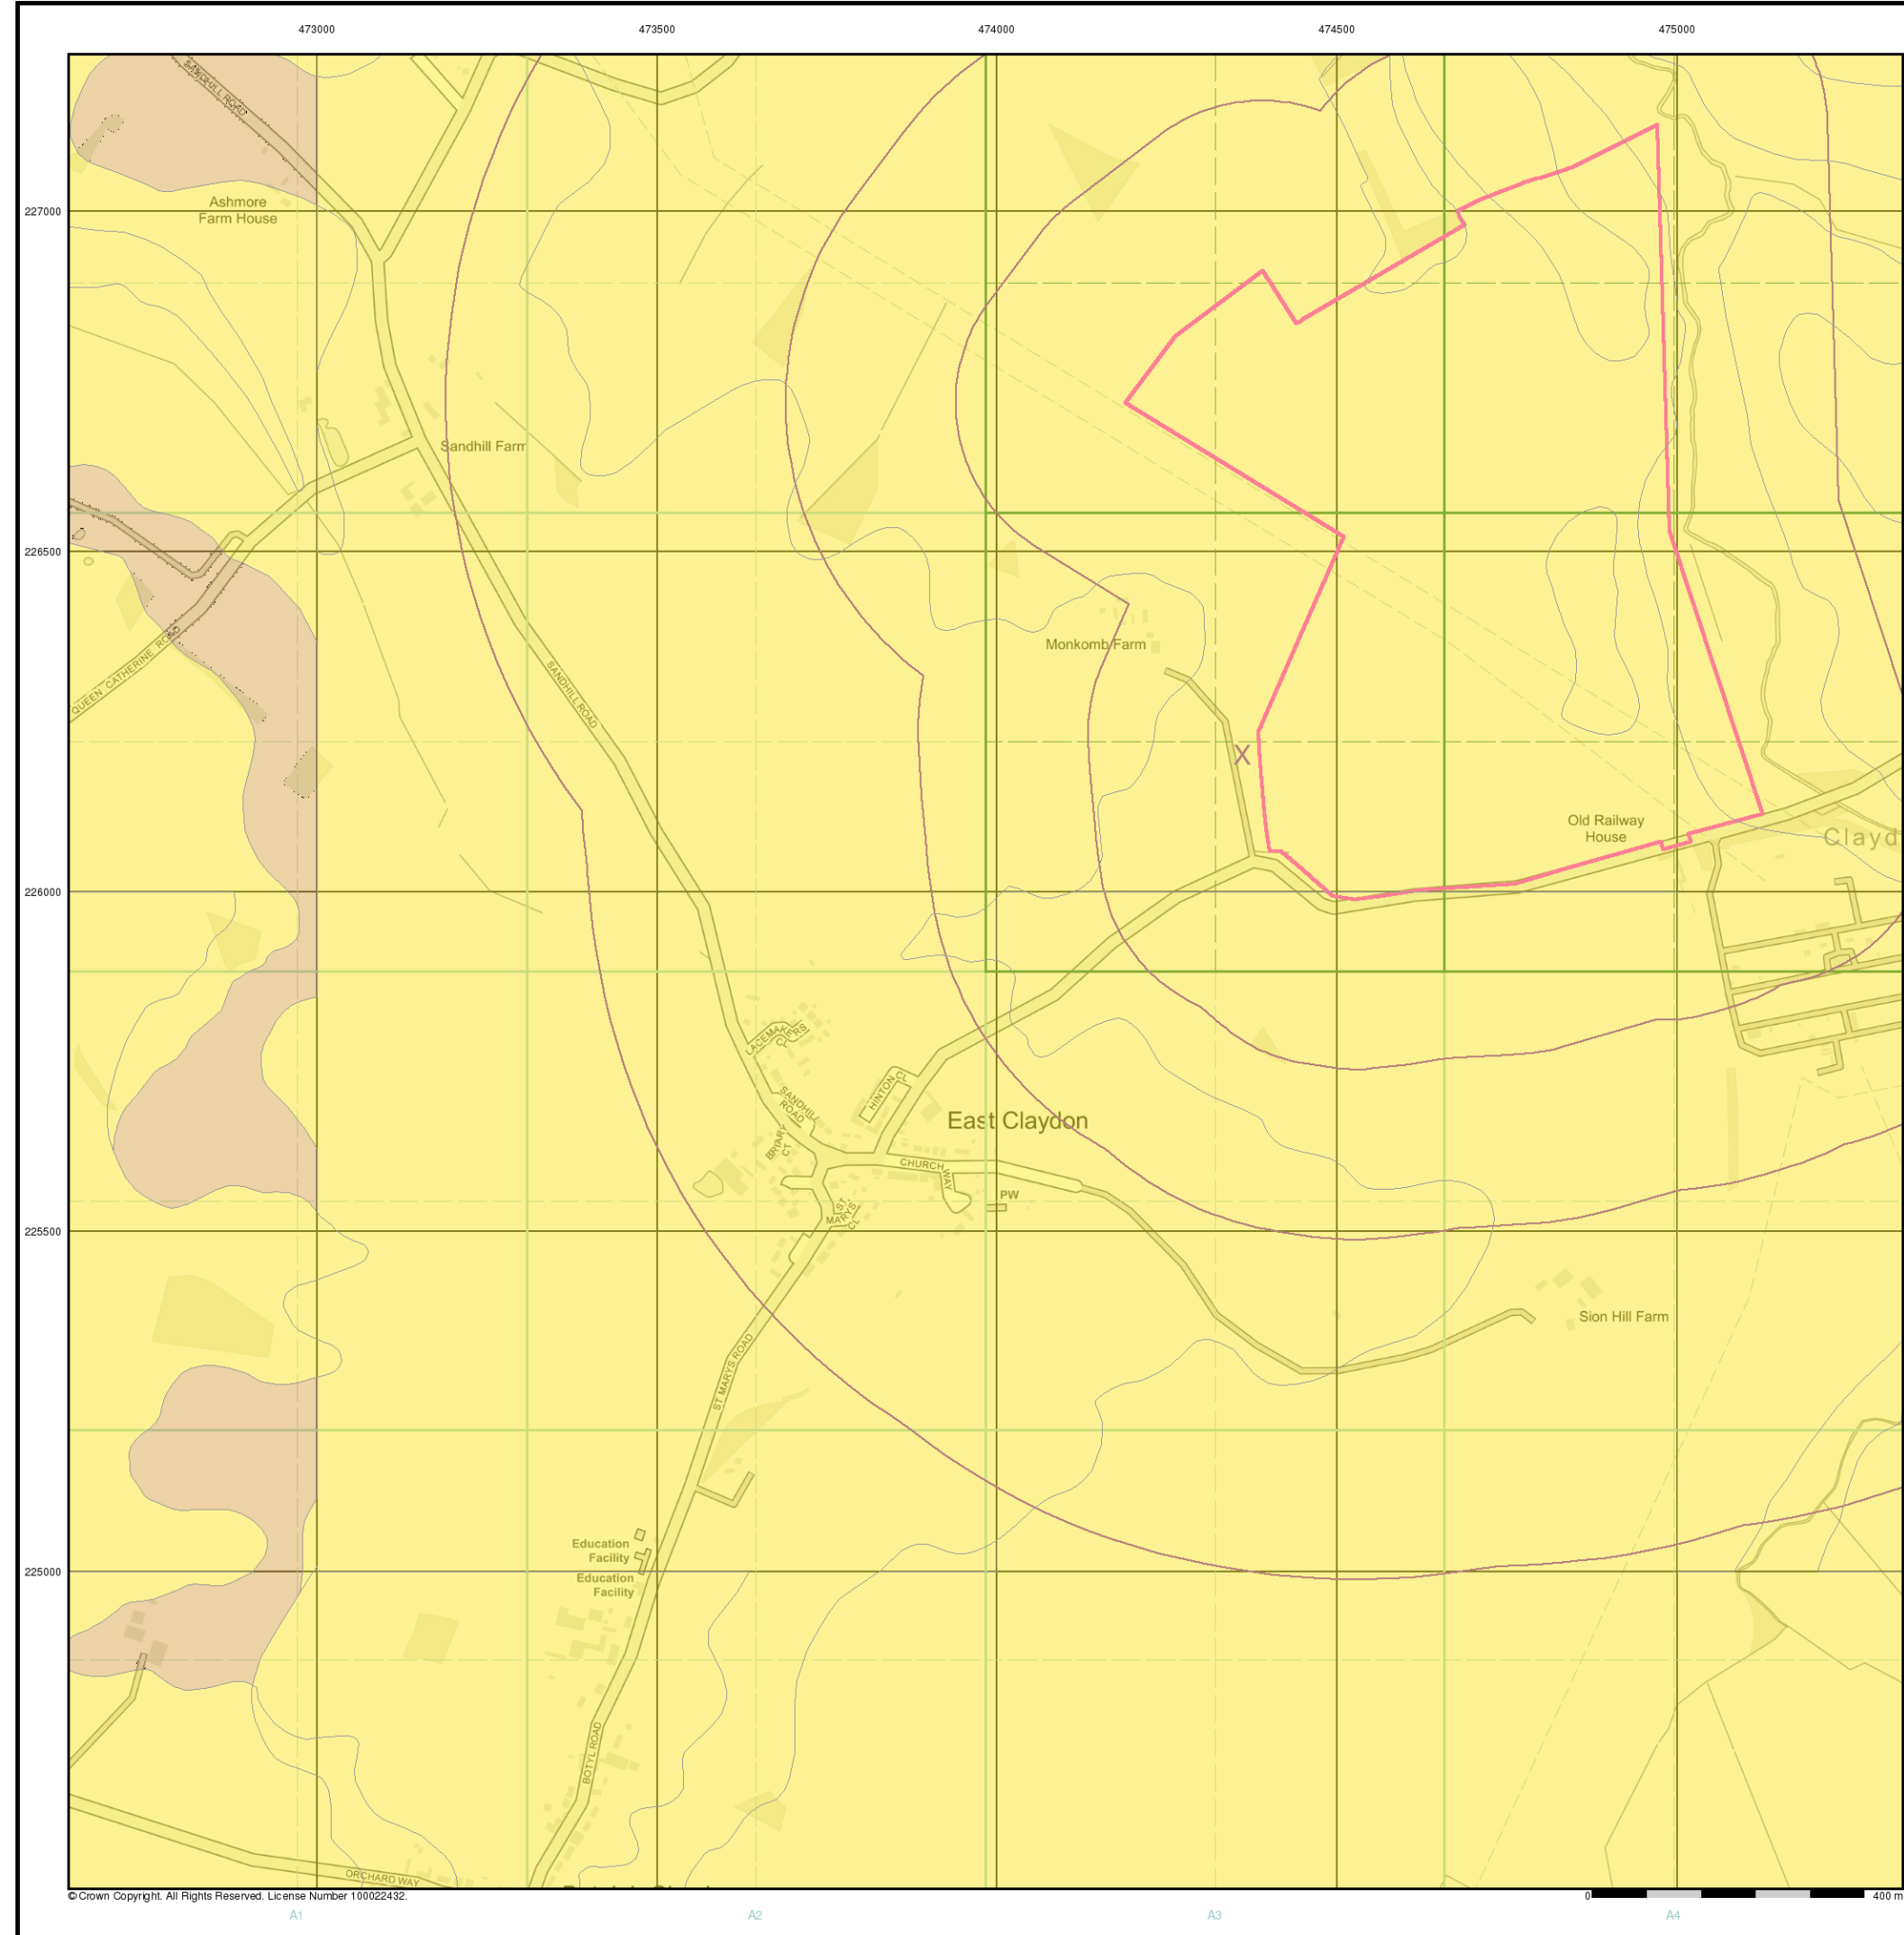 473000
473500
474000
474500
475000
SANDHILL ROAD
227000
Ashmore
Farm House
Sandhill Farm
226500
QUEEN CATHERINE ROAD
SANDHILL ROAD
Monkomb Farm
X
Old Railway
House
Clayd
226000
LACEMAKERS
CL
HINTON CL
SANDHILL
ROAD
East Claydon
BRIAR
CT
CHURCH WAY
PW
ST
MARYS
CL
225500
Sion Hill Farm
ST MARYS ROAD
Education
Facility
225000
Education
Facility
BOTYL ROAD
ORCHARD WAY
© Crown Copyright. All Rights Reserved. License Number 100022432.
0
400 m
A1
A2
A3
A4